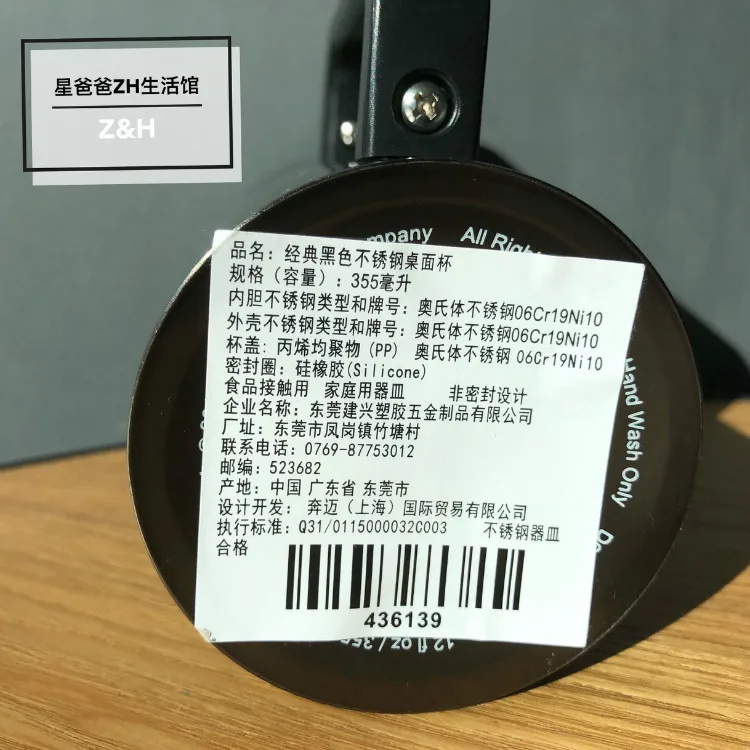 星爸爸ZH生活馆
Z&H
mpany All Righ
品名：经典黑色不锈钢桌面杯
规格（容量）：355毫升
内胆不锈钢类型和牌号：奥氏体不锈钢06Cr19Ni10
外壳不锈钢类型和牌号：奥氏体不锈钢06Cr19Ni10
杯盖：丙烯均聚物（PP） 奥氏体不锈钢 06Cr19Ni10
密封圈：硅橡胶(Silicone)
食品接触用 家庭用器皿 非密封设计
企业名称：东莞建兴塑胶五金制品有限公司
厂址：东莞市凤岗镇竹塘村
联系电话：0769-87753012
邮编：523682
产地：中国 广东省 东莞市
设计开发： 奔迈（上海）国际贸易有限公司
执行标准：Q31/0115000032C003 不锈钢器皿
合格
436139
Hand Wash Only
12 fl oz / 355